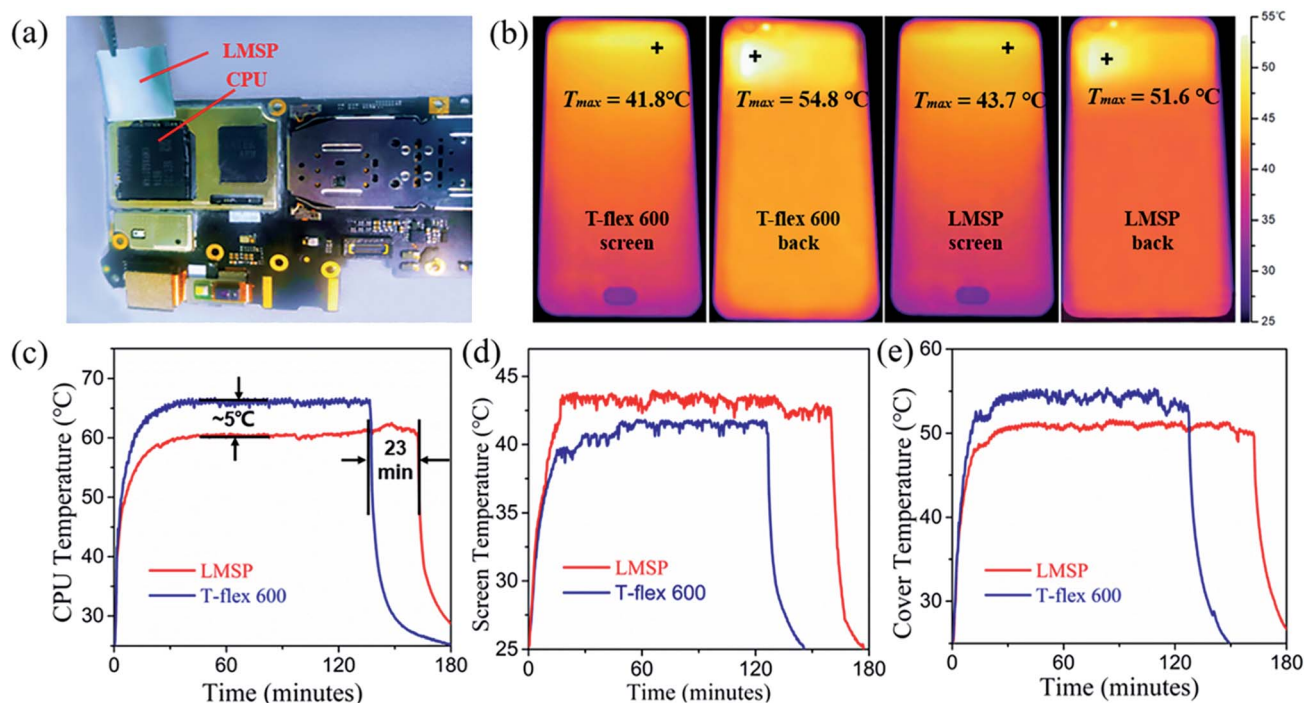 (a)
LMSP
CPU
(b)
T_max = 41.8°C
T-flex 600
screen
T_max = 54.8 °C
T-flex 600
back
T_max = 43.7 °C
LMSP
screen
T_max = 51.6 °C
LMSP
back
55℃
50
45
40
35
30
25
(c)
CPU Temperature (°C)
70
60
50
40
30
~5℃
23
min
LMSP
T-flex 600
0
60
120
180
Time (minutes)
(d)
Screen Temperature (°C)
45
40
35
30
25
LMSP
T-flex 600
0
60
120
180
Time (minutes)
(e)
Cover Temperature (°C)
60
50
40
30
LMSP
T-flex 600
0
60
120
180
Time (minutes)